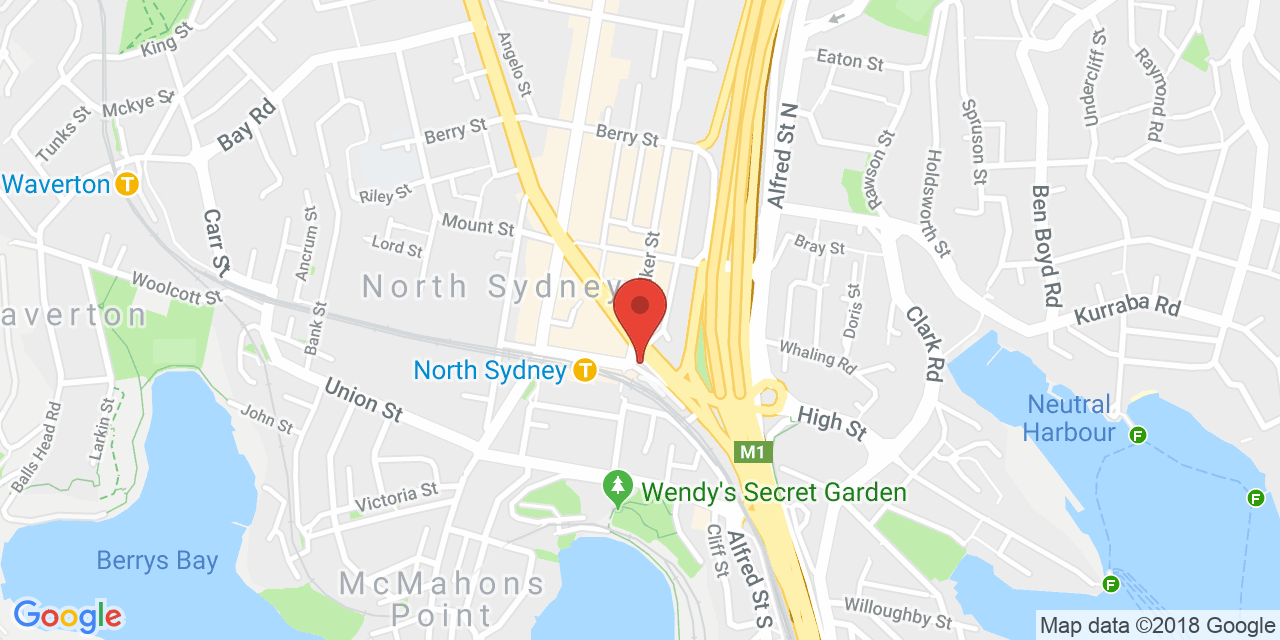 King St
Angelo St
Eaton St
Undercliff St
Raymond Rd
Mckye St
Tunks St
Bay Rd
Berry St
Berry St
Alfred St N
Spruson St
Rawson St
Holdsworth St
Waverton
T
Riley St
Ancrum St
Carr St
Mount St
Lord St
ker St
Bray St
Ben Boyd Rd
Woolcott St
North Sydney
Doris St
Kurraba Rd
averton
Bank St
Clark Rd
Whaling Rd
North Sydney
T
Union St
John St
Larkin St
Balls Head Rd
High St
Neutral
Harbour
F
M1
Victoria St
Wendy's Secret Garden
F
Berrys Bay
Cliff St
Alfred St S
McMahons
Point
F
Willoughby St
Google
Map data ©2018 Google